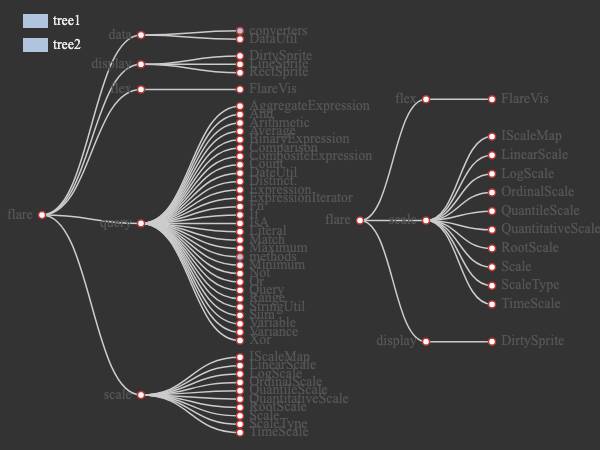 tree1
tree2
flare
data
display
flex
query
scale
converters
DataUtil
DirtySprite
LineSprite
RectSprite
FlareVis
AggregateExpression
And
Arithmetic
Average
BinaryExpression
Comparison
CompositeExpression
Count
DateUtil
Distinct
Expression
ExpressionIterator
Fn
If
IsA
Literal
Match
Maximum
methods
Minimum
Not
Or
Query
Range
StringUtil
Sum
Variable
Variance
Xor
IScaleMap
LinearScale
LogScale
OrdinalScale
QuantileScale
QuantitativeScale
RootScale
Scale
ScaleType
TimeScale
flare
flex
scale
display
FlareVis
IScaleMap
LinearScale
LogScale
OrdinalScale
QuantileScale
QuantitativeScale
RootScale
Scale
ScaleType
TimeScale
DirtySprite